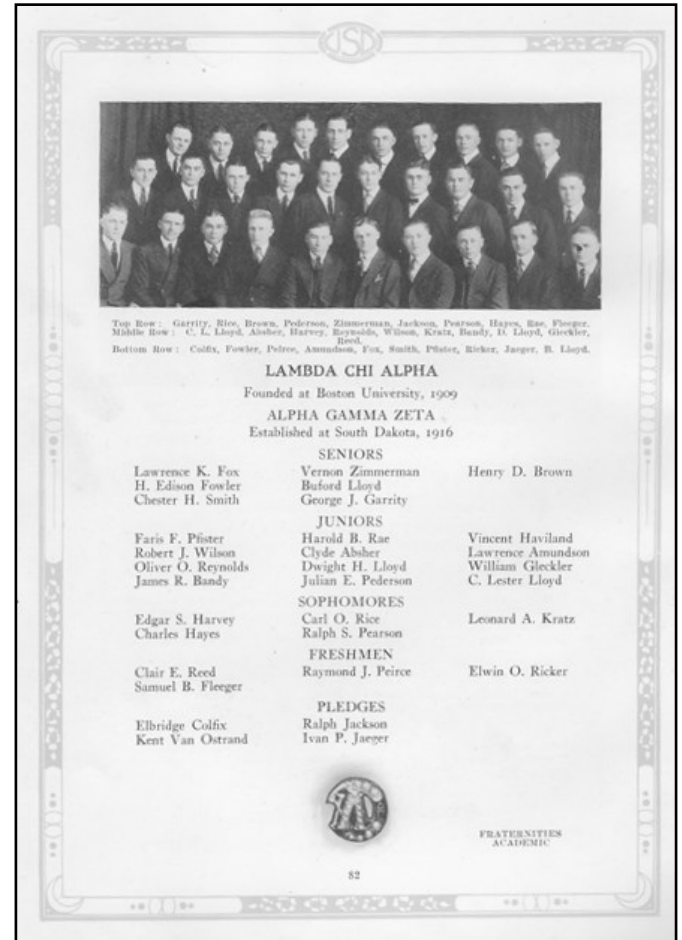 USD
Top Row : Garrity, Rice, Brown, Pederson, Zimmerman, Jackson, Pearson, Hayes, Rae, Fleeger.
Middle Row : C. L. Lloyd, Absher, Harvey, Reynolds, Wilson, Kratz, Bandy, D. Lloyd, Gleckler,
Reed.
Bottom Row : Colfix, Fowler, Peirce, Amundson, Fox, Smith, Pfister, Ricker, Jaeger, B. Lloyd.
LAMBDA CHI ALPHA
Founded at Boston University, 1909
ALPHA GAMMA ZETA
Established at South Dakota, 1916
SENIORS
Lawrence K. Fox Vernon Zimmerman Henry D. Brown
H. Edison Fowler Buford Lloyd
Chester H. Smith George J. Garrity
JUNIORS
Faris F. Pfister Harold B. Rae Vincent Haviland
Robert J. Wilson Clyde Absher Lawrence Amundson
Oliver O. Reynolds Dwight H. Lloyd William Gleckler
James R. Bandy Julian E. Pederson C. Lester Lloyd
SOPHOMORES
Edgar S. Harvey Carl O. Rice Leonard A. Kratz
Charles Hayes Ralph S. Pearson
FRESHMEN
Clair E. Reed Raymond J. Peirce Elwin O. Ricker
Samuel B. Fleeger
PLEDGES
Elbridge Colfix Ralph Jackson
Kent Van Ostrand Ivan P. Jaeger
FRATERNITIES
ACADEMIC
82